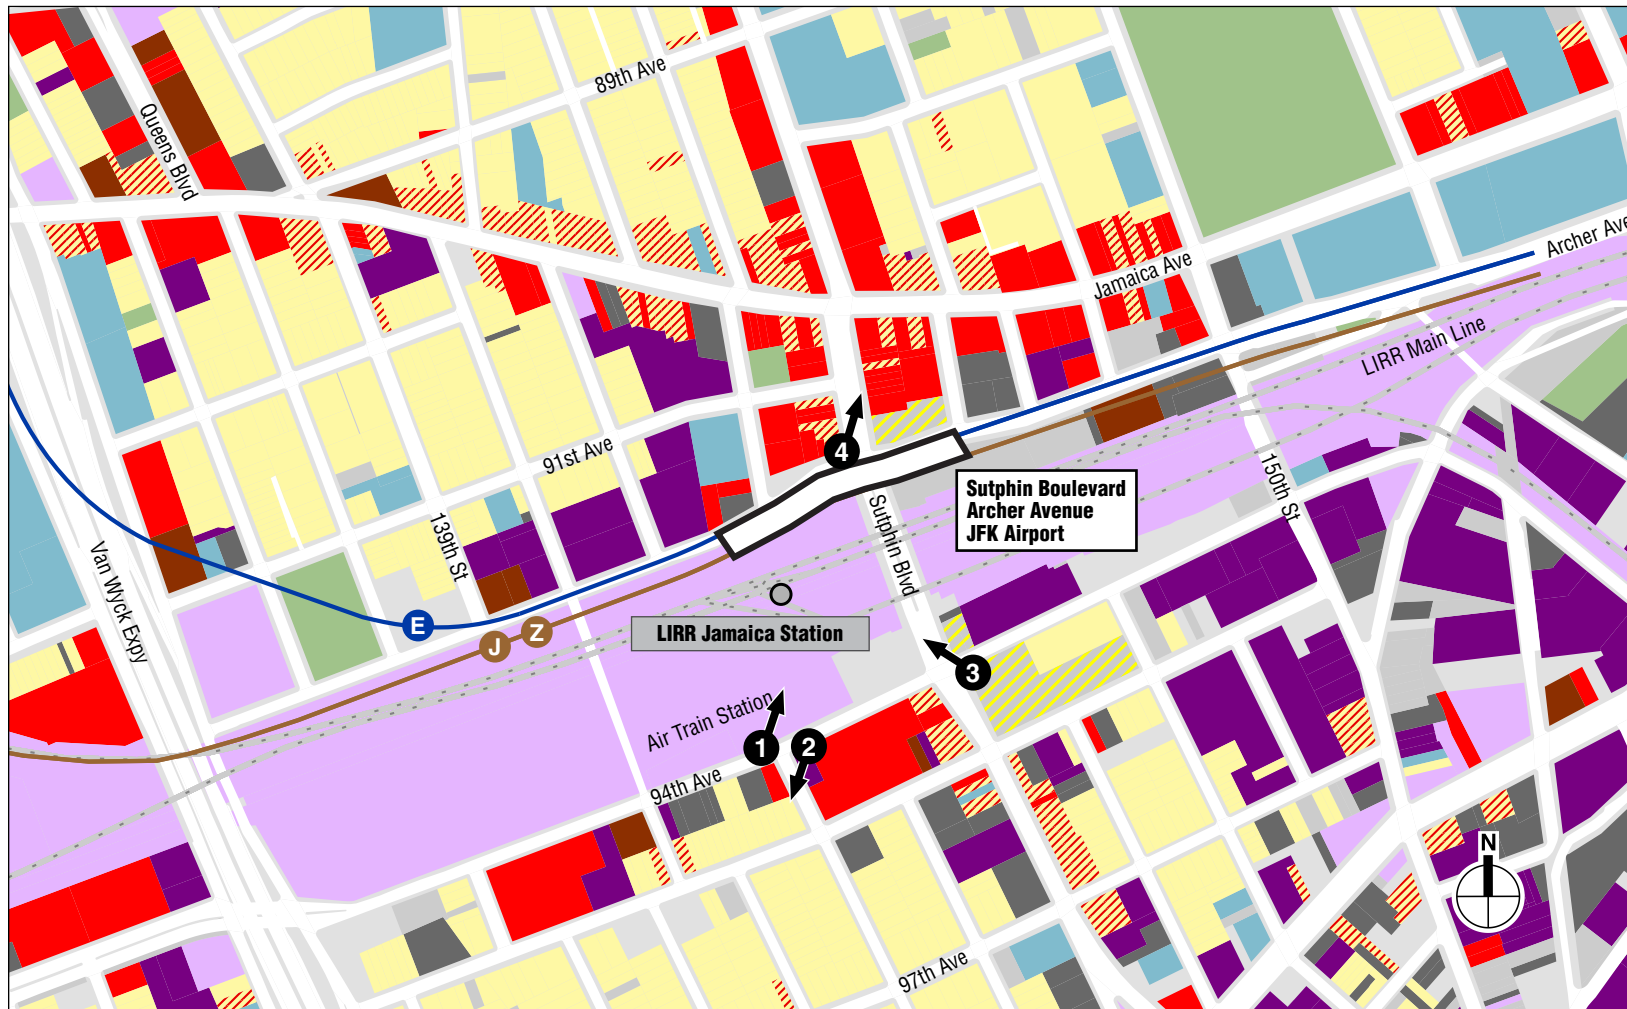 89th Ave
Queens Blvd
Archer Ave
Jamaica Ave
LIRR Main Line
4
91st Ave
Sutphin Boulevard
Archer Avenue
JFK Airport
150th St
139th St
Sutphin Blvd
Van Wyck Expy
E
J
Z
LIRR Jamaica Station
3
Air Train Station
1
2
94th Ave
N
97th Ave